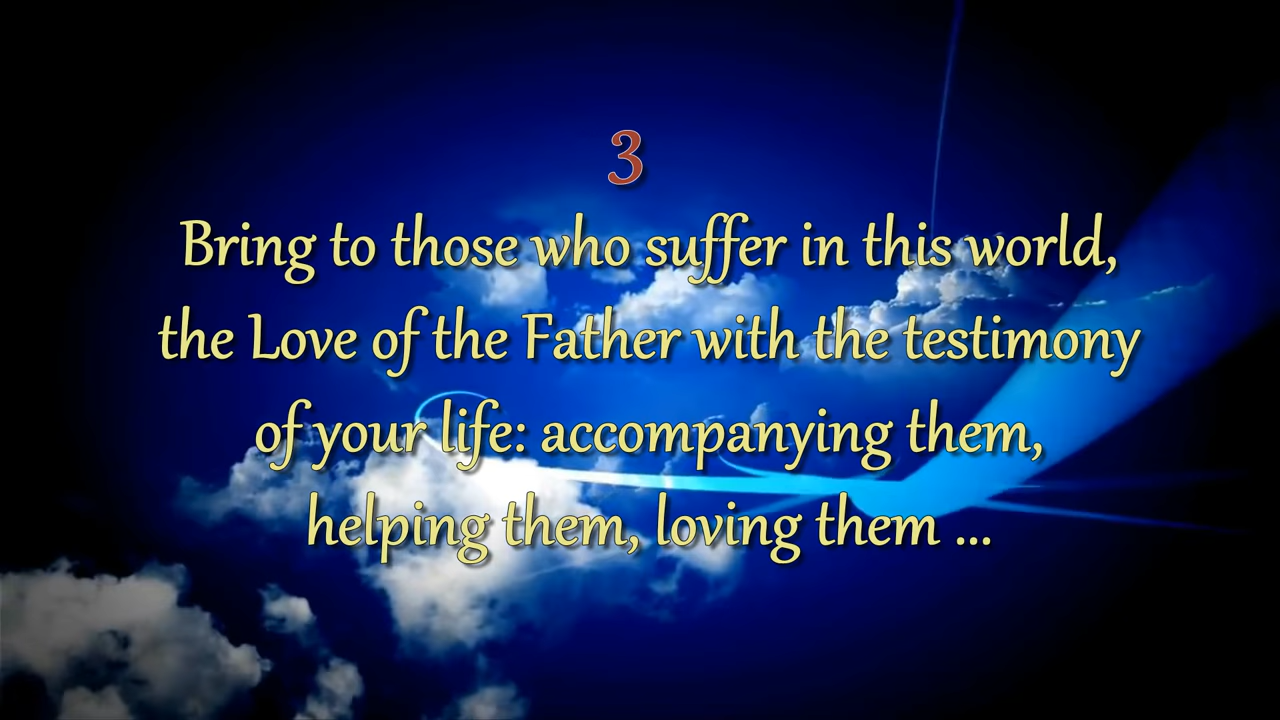 3
Bring to those who suffer in this world,
the Love of the Father with the testimony
of your life: accompanying them,
helping them, loving them ...